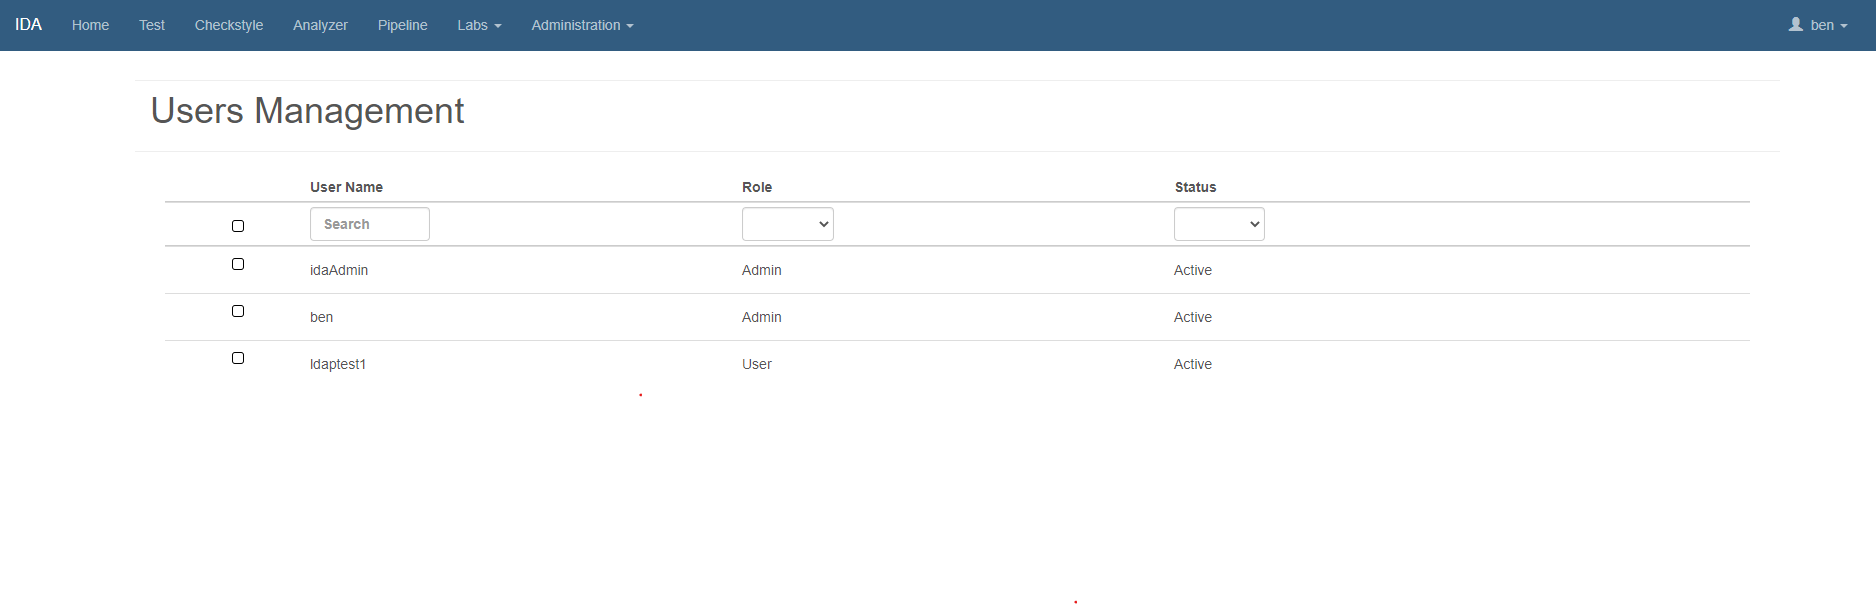 IDA Home Test Checkstyle Analyzer Pipeline Labs Administration ben
Users Management
User Name Role Status
Search
idaAdmin Admin Active
ben Admin Active
ldaptest1 User Active